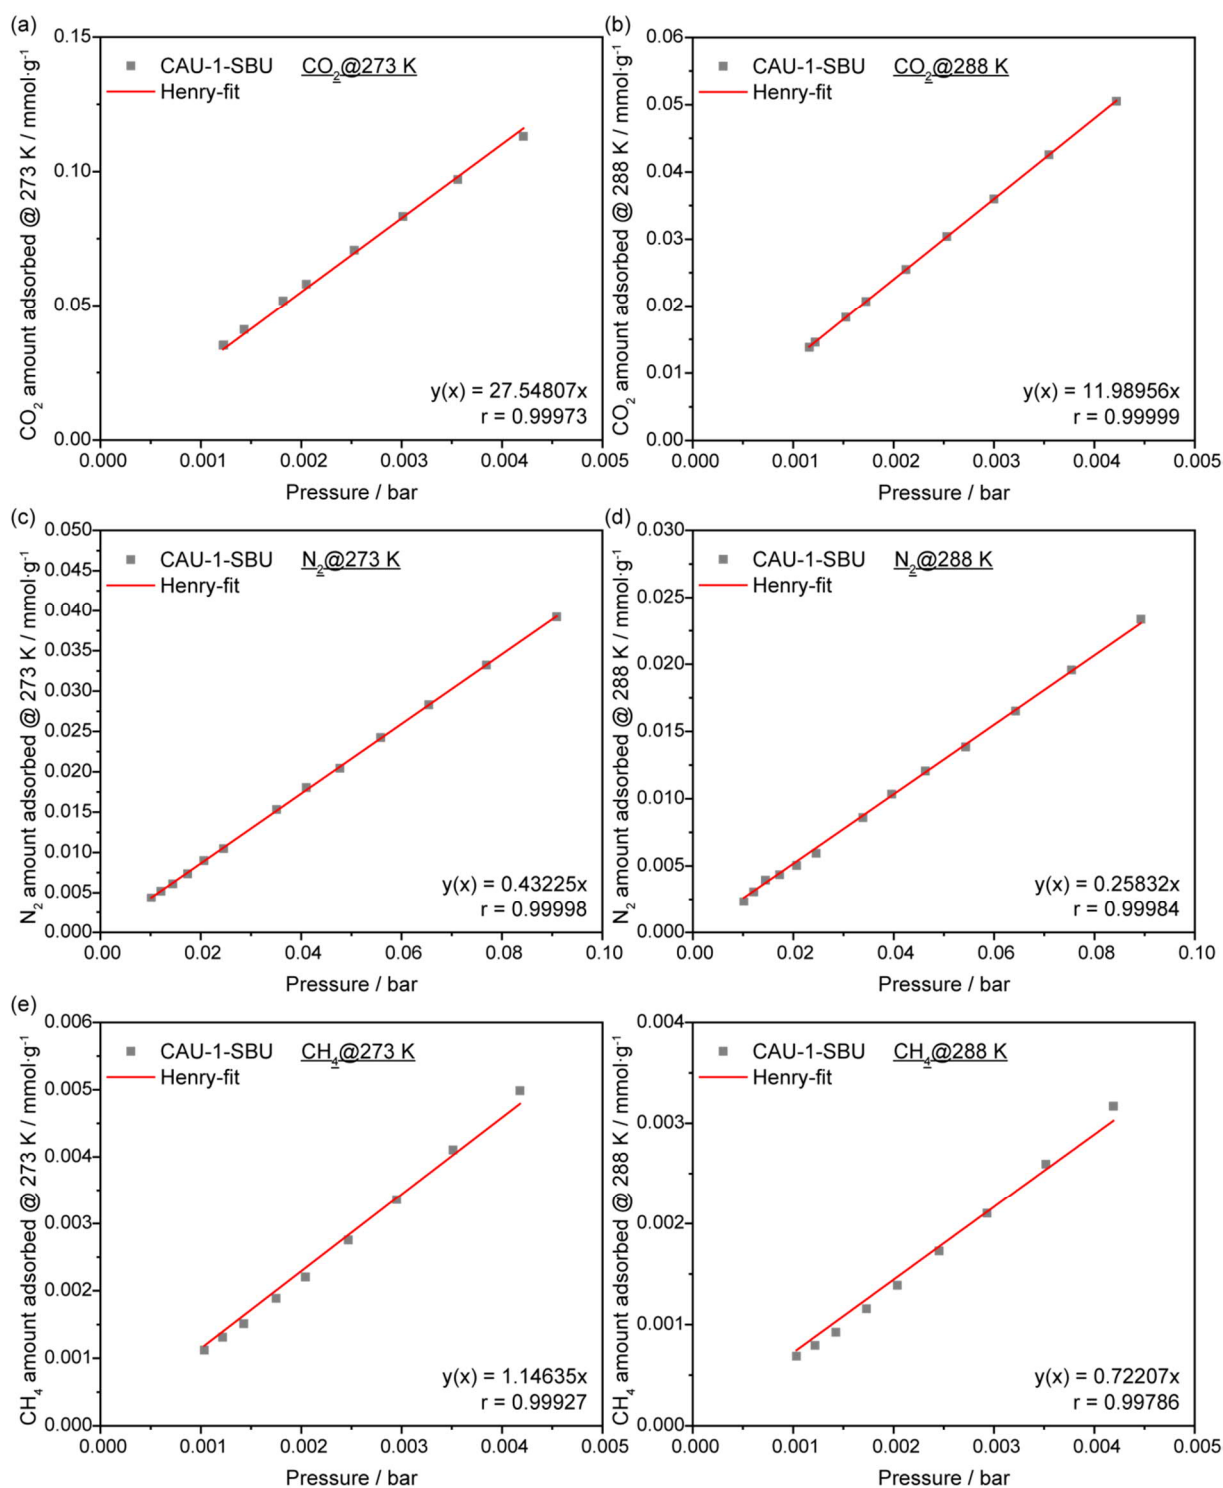 (a)
CO₂ amount adsorbed @ 273 K / mmol·g⁻¹
0.15
0.10
0.05
0.00
CAU-1-SBU CO₂@273 K
Henry-fit
y(x) = 27.54807x
r = 0.99973
0.000 0.001 0.002 0.003 0.004 0.005
Pressure / bar
(b)
CO₂ amount adsorbed @ 288 K / mmol·g⁻¹
0.06
0.05
0.04
0.03
0.02
0.01
0.00
CAU-1-SBU CO₂@288 K
Henry-fit
y(x) = 11.98956x
r = 0.99999
0.000 0.001 0.002 0.003 0.004 0.005
Pressure / bar
(c)
N₂ amount adsorbed @ 273 K / mmol·g⁻¹
0.050
0.045
0.040
0.035
0.030
0.025
0.020
0.015
0.010
0.005
0.000
CAU-1-SBU N₂@273 K
Henry-fit
y(x) = 0.43225x
r = 0.99998
0.00 0.02 0.04 0.06 0.08 0.10
Pressure / bar
(d)
N₂ amount adsorbed @ 288 K / mmol·g⁻¹
0.030
0.025
0.020
0.015
0.010
0.005
0.000
CAU-1-SBU N₂@288 K
Henry-fit
y(x) = 0.25832x
r = 0.99984
0.00 0.02 0.04 0.06 0.08 0.10
Pressure / bar
(e)
CH₄ amount adsorbed @ 273 K / mmol·g⁻¹
0.006
0.005
0.004
0.003
0.002
0.001
0.000
CAU-1-SBU CH₄@273 K
Henry-fit
y(x) = 1.14635x
r = 0.99927
0.000 0.001 0.002 0.003 0.004 0.005
Pressure / bar
CH₄ amount adsorbed @ 288 K / mmol·g⁻¹
0.004
0.003
0.002
0.001
0.000
CAU-1-SBU CH₄@288 K
Henry-fit
y(x) = 0.72207x
r = 0.99786
0.000 0.001 0.002 0.003 0.004 0.005
Pressure / bar